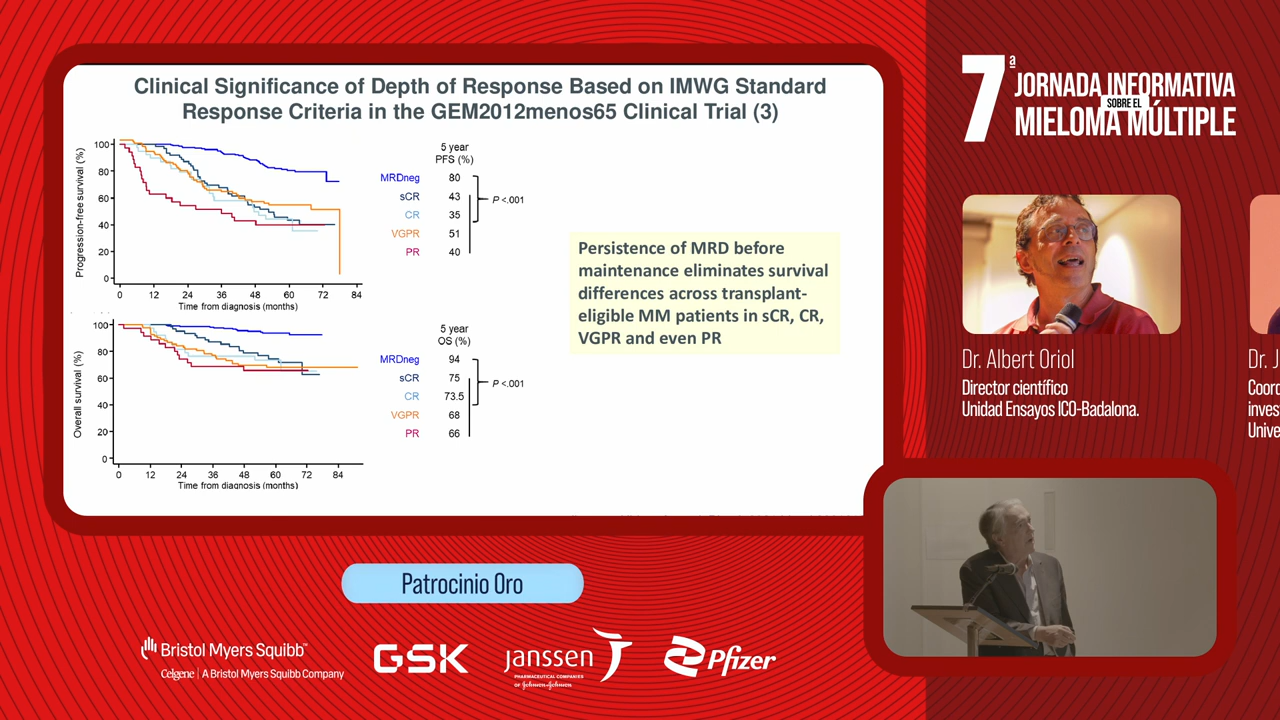 Clinical Significance of Depth of Response Based on IMWG Standard
Response Criteria in the GEM2012menos65 Clinical Trial (3)
Progression-free survival (%)
100
80
60
40
20
0
0 12 24 36 48 60 72 84
Time from diagnosis (months)
5 year
PFS (%)
MRDneg 80
sCR 43
CR 35
VGPR 51
PR 40
P <.001
Overall survival (%)
100
80
60
40
20
0
0 12 24 36 48 60 72 84
Time from diagnosis (months)
5 year
OS (%)
MRDneg 94
sCR 75
CR 73.5
VGPR 68
PR 66
P <.001
Persistence of MRD before
maintenance eliminates survival
differences across transplant-
eligible MM patients in sCR, CR,
VGPR and even PR
7ª
JORNADA INFORMATIVA
SOBRE EL
MIELOMA MÚLTIPLE
Dr. Albert Oriol
Director científico
Unidad Ensayos ICO-Badalona.
Dr. J
Coord
inves
Unive
Patrocinio Oro
Bristol Myers Squibb™
Celgene | A Bristol Myers Squibb Company
GSK
janssen
PHARMACEUTICAL COMPANIES
OF Johnson & Johnson
Pfizer